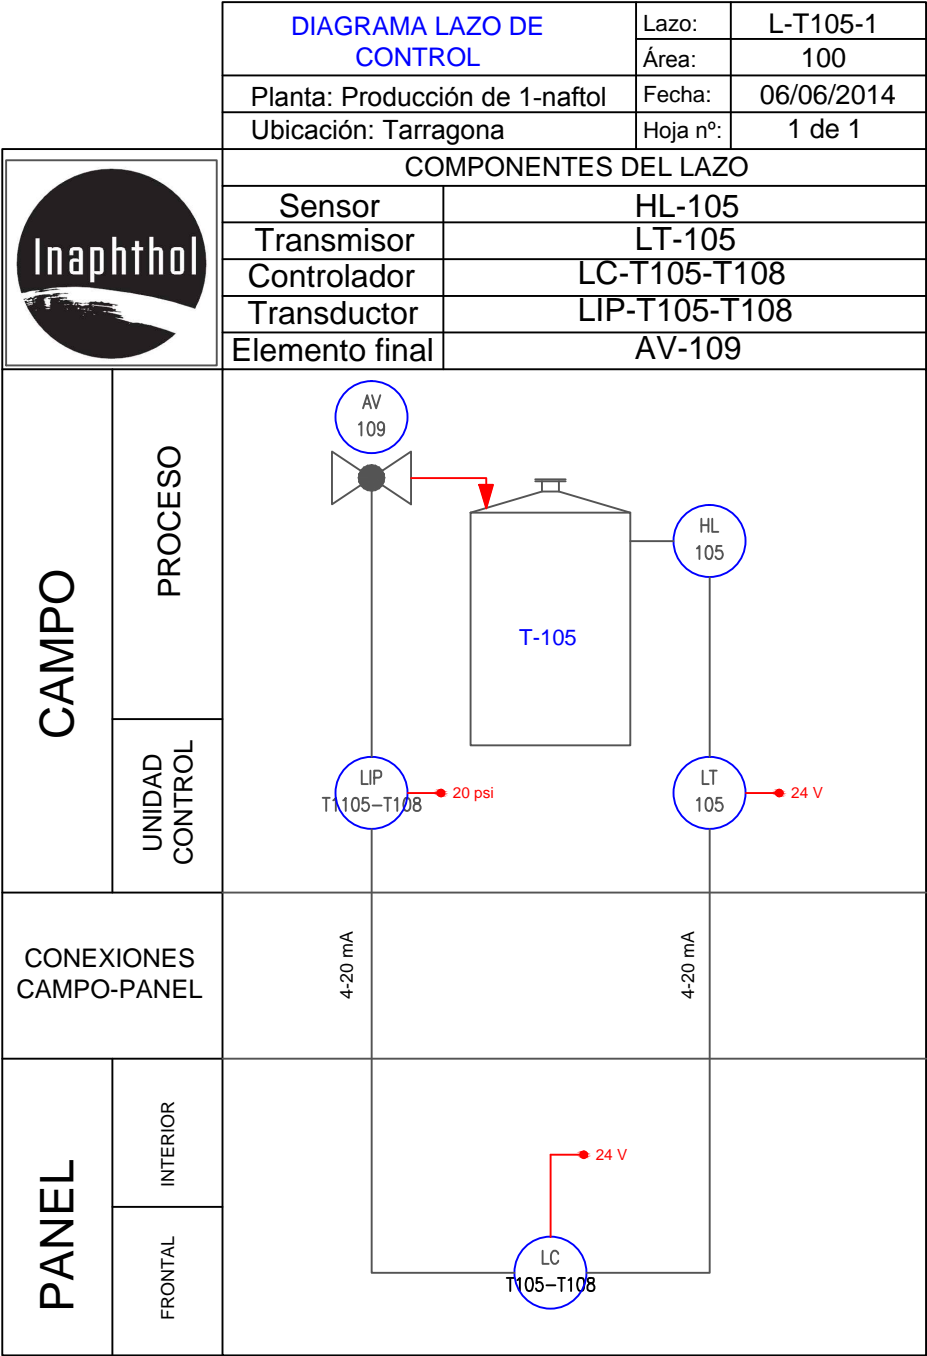 DIAGRAMA LAZO DE
CONTROL
Lazo: L-T105-1
Área: 100
Planta: Producción de 1-naftol
Fecha: 06/06/2014
Ubicación: Tarragona
Hoja nº: 1 de 1
Inaphthol
COMPONENTES DEL LAZO
Sensor HL-105
Transmisor LT-105
Controlador LC-T105-T108
Transductor LIP-T105-T108
Elemento final AV-109
CAMPO
PROCESO
AV
109
HL
105
T-105
UNIDAD
CONTROL
LIP
T1105-T108
20 psi
LT
105
24 V
CONEXIONES
CAMPO-PANEL
4-20 mA
4-20 mA
PANEL
INTERIOR
24 V
FRONTAL
LC
T105-T108